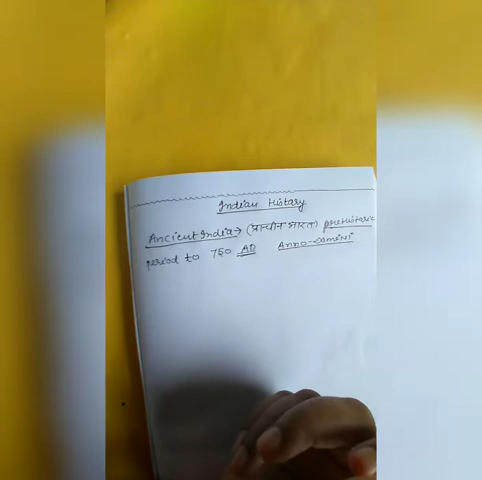 Indian History
Ancient India → (प्राचीन भारत) prehistoric
period to 750 AD Anno-Domini